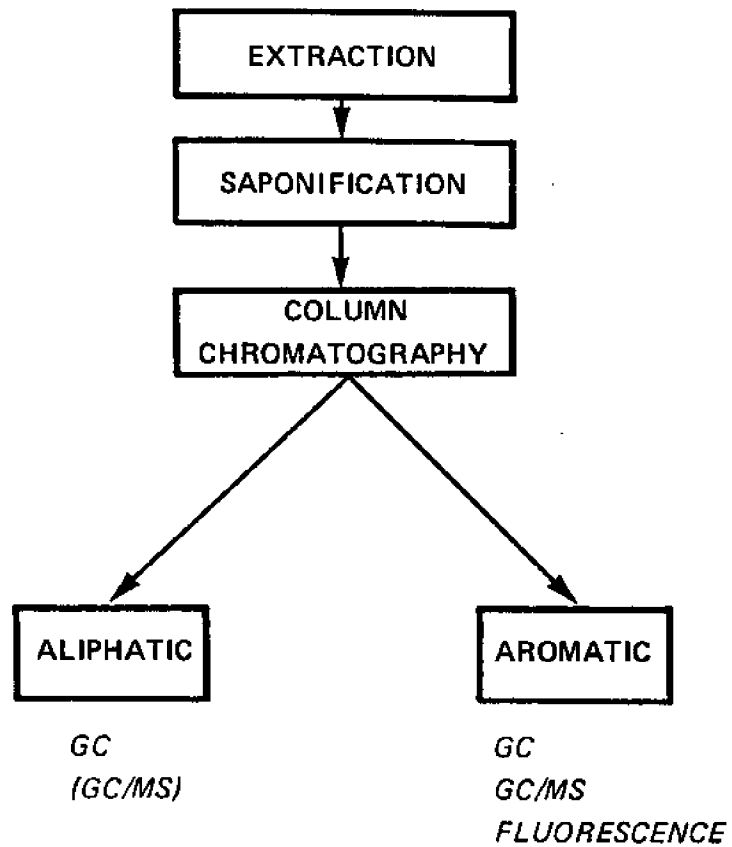 EXTRACTION
SAPONIFICATION
COLUMN
CHROMATOGRAPHY
ALIPHATIC
GC
(GC/MS)
AROMATIC
GC
GC/MS
FLUORESCENCE